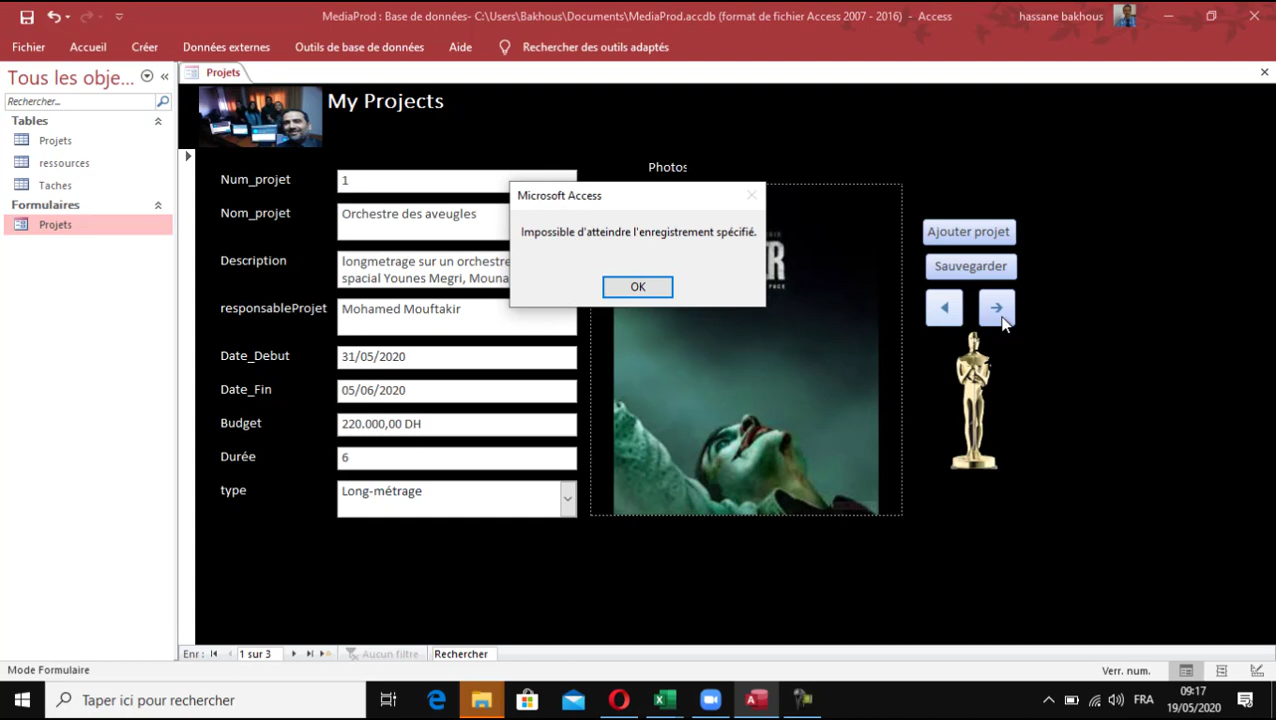 MediaProd : Base de données- C:\Users\Bakhous\Documents\MediaProd.accdb (format de fichier Access 2007 - 2016) - Access
hassane bakhous
Fichier Accueil Créer Données externes Outils de base de données Aide Rechercher des outils adaptés
Tous les obje...
Projets
Rechercher...
Tables
Projets
ressources
Taches
Formulaires
Projets
My Projects
Photos
Num_projet 1
Nom_projet Orchestre des aveugles
Description longmetrage sur un orchestre
spacial Younes Megri, Mouna
responsableProjet Mohamed Mouftakir
Date_Debut 31/05/2020
Date_Fin 05/06/2020
Budget 220.000,00 DH
Durée 6
type Long-métrage
Microsoft Access
Impossible d'atteindre l'enregistrement spécifié.
OK
Ajouter projet
Sauvegarder
Enr : 1 sur 3 Aucun filtre Rechercher
Mode Formulaire Verr. num.
Taper ici pour rechercher
FRA
09:17
19/05/2020